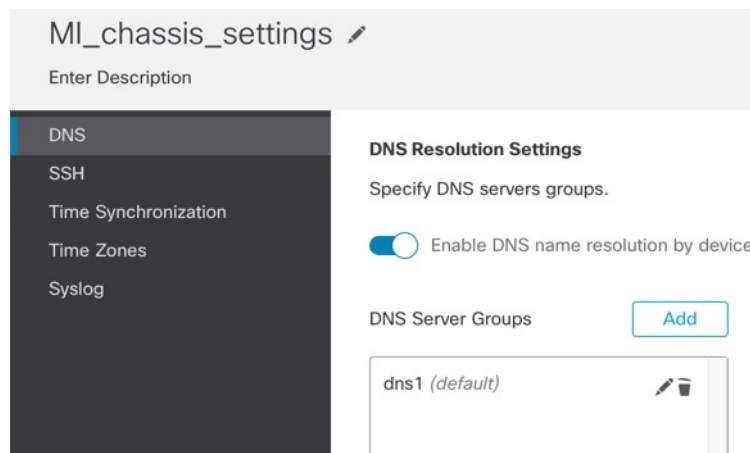 MI_chassis_settings
Enter Description
DNS
SSH
Time Synchronization
Time Zones
Syslog
DNS Resolution Settings
Specify DNS servers groups.
Enable DNS name resolution by device
DNS Server Groups
Add
dns1 (default)